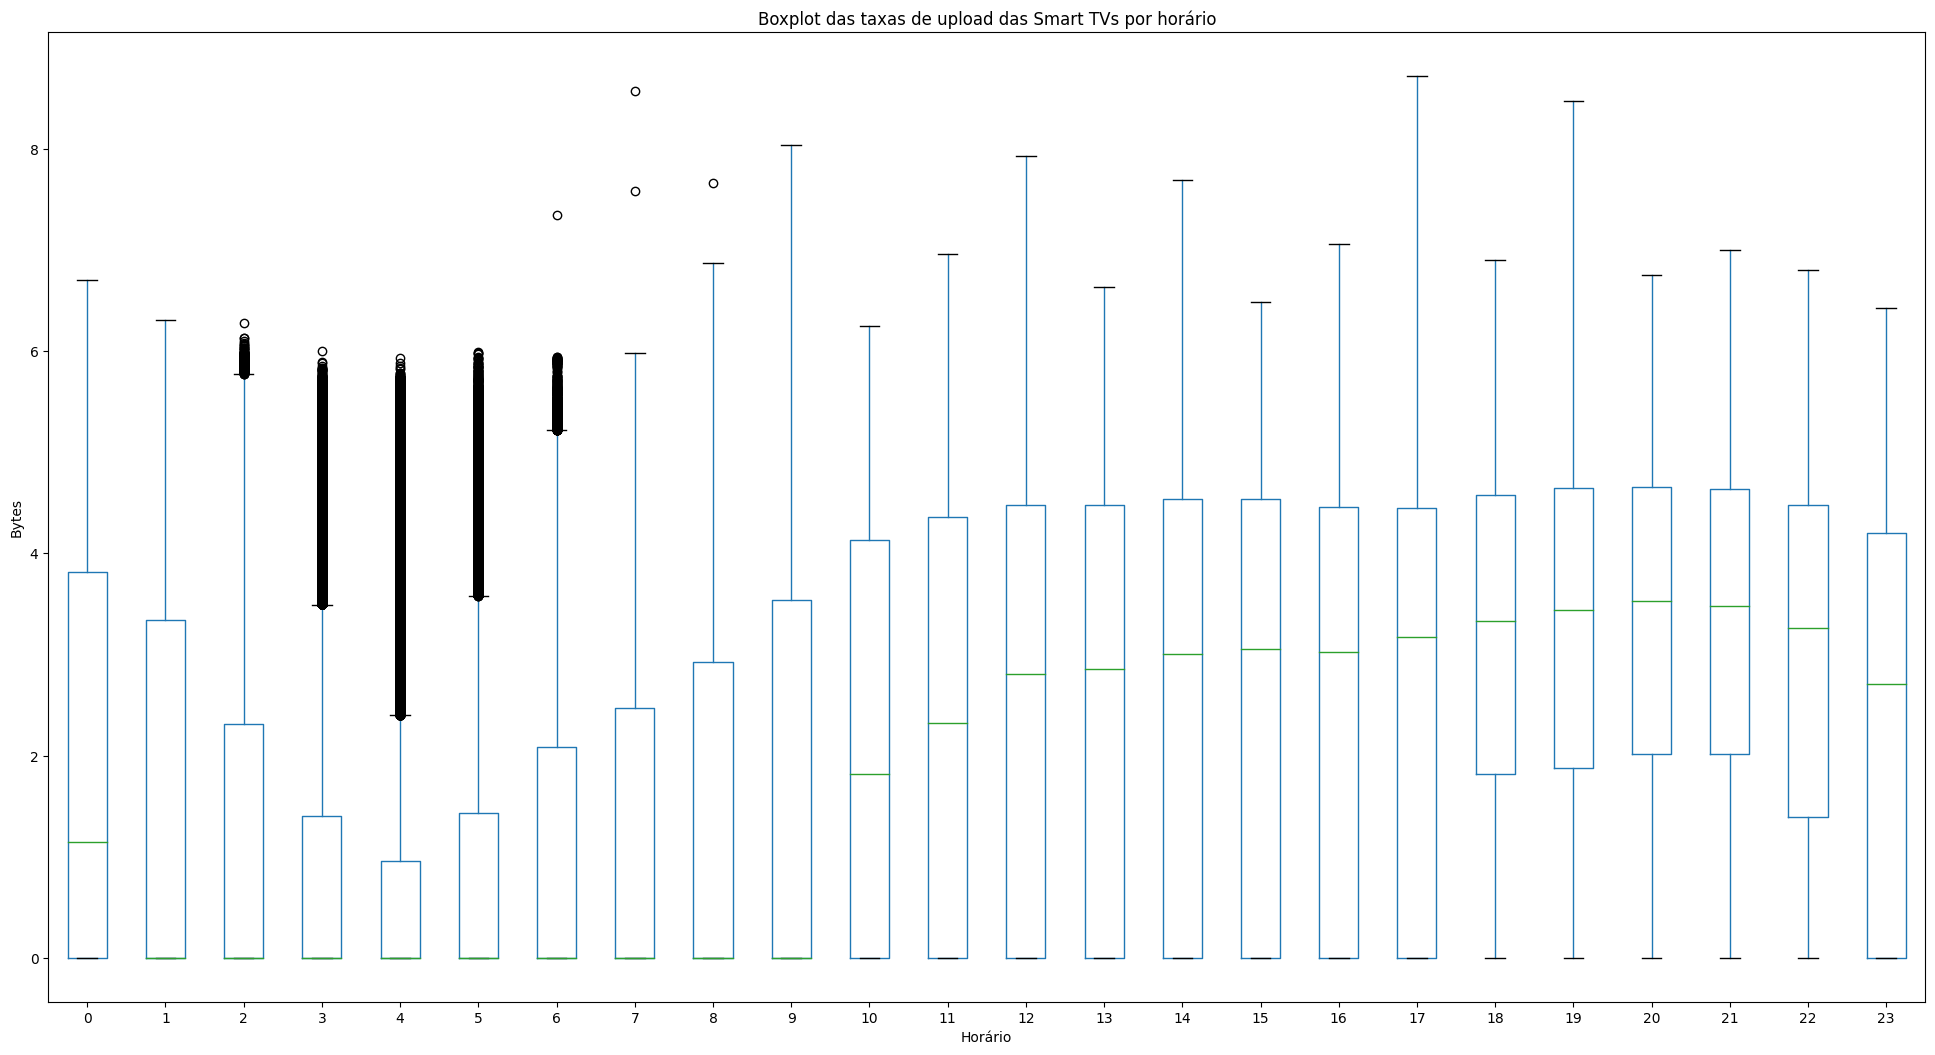 Boxplot das taxas de upload das Smart TVs por horário
8
6
4
2
0
Bytes
0 1 2 3 4 5 6 7 8 9 10 11 12 13 14 15 16 17 18 19 20 21 22 23
Horário